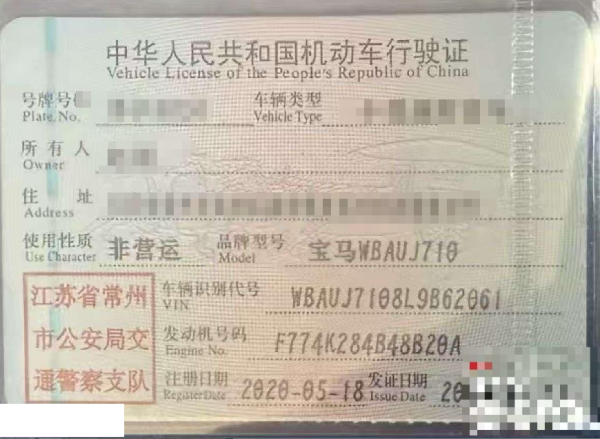 中华人民共和国机动车行驶证
Vehicle License of the People's Republic of China
号牌号 车辆类型
Plate. No. Vehicle Type
所有人
Owner
住 址
Address
使用性质 非营运 品牌型号 宝马WBAUJ710
Use Character Model
江苏省常州 车辆识别代号 WBAUJ7108L9B62061
VIN
市公安局交 发动机号码 F774K284B48B20A
Engine No.
通警察支队 注册日期 2020-05-18 发证日期 20
Register Date Issue Date